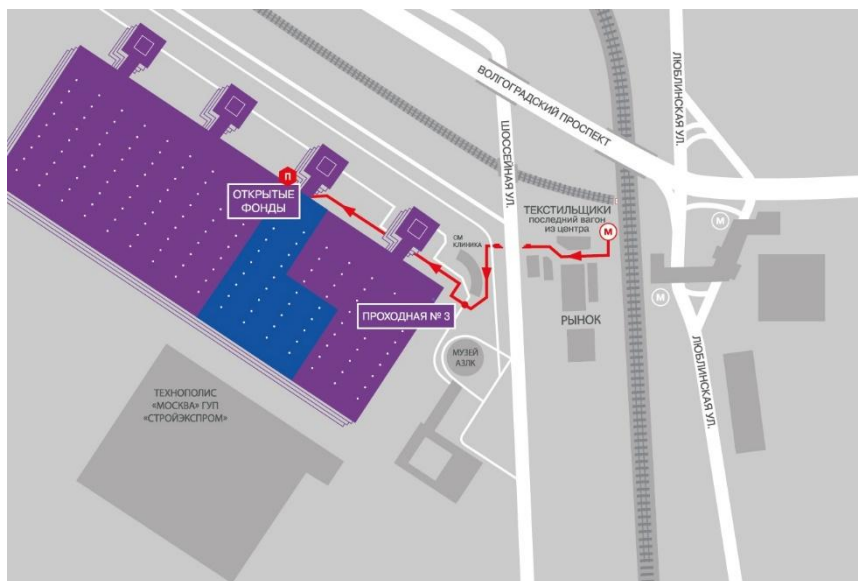 ВОЛГОГРАДСКИЙ ПРОСПЕКТ
ЛЮБЛИНСКАЯ УЛ.
ШОССЕЙНАЯ УЛ.
П
ОТКРЫТЫЕ
ФОНДЫ
ТЕКСТИЛЬЩИКИ
последний вагон
из центра
М
М
М
СМ
КЛИНИКА
ПРОХОДНАЯ № 3
РЫНОК
МУЗЕЙ
АЗЛК
ЛЮБЛИНСКАЯ УЛ.
ТЕХНОПОЛИС
«МОСКВА» ГУП
«СТРОЙЭКСПРОМ»